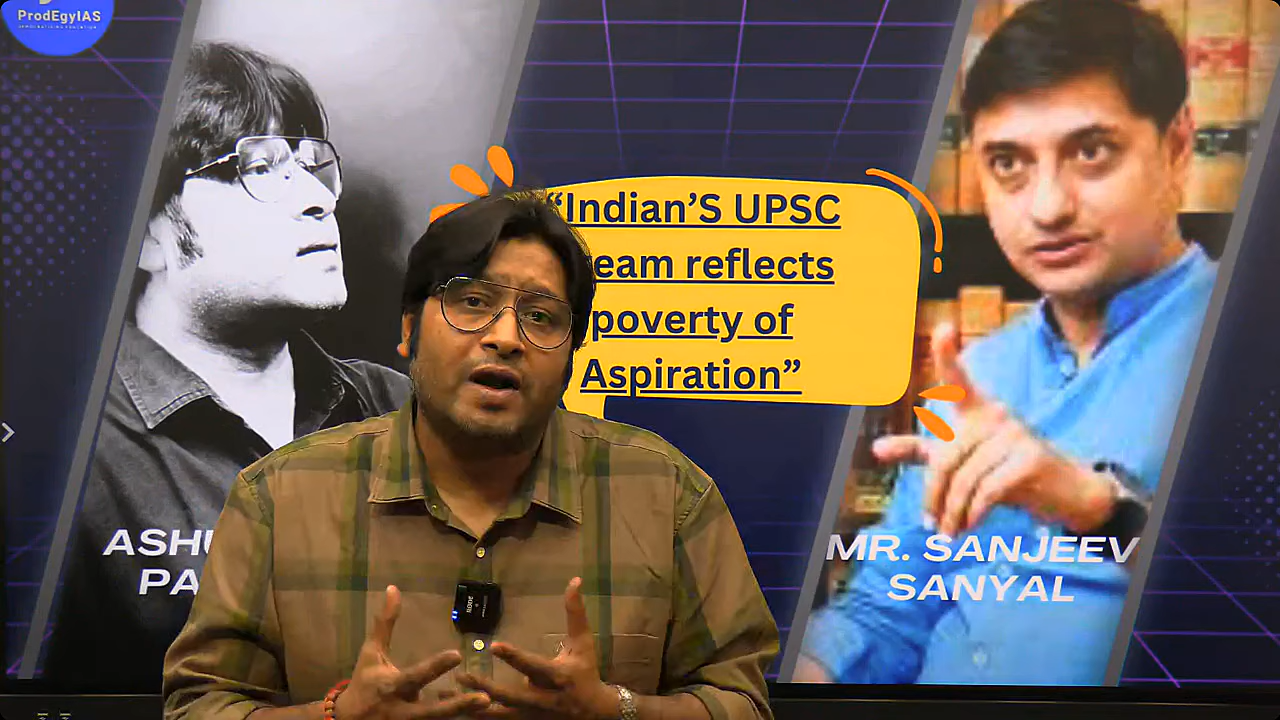 ProdEgyIAS
“Indian’S UPSC
eam reflects
poverty of
Aspiration”
ASHU
PA
MR. SANJEEV
SANYAL